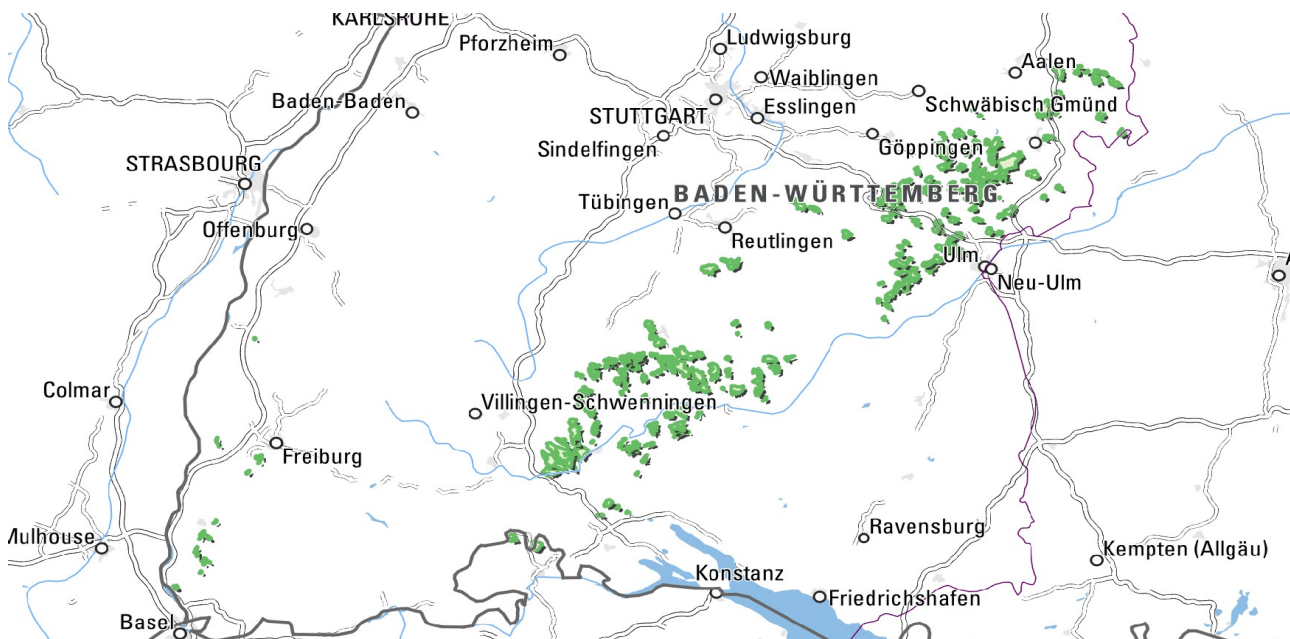 KARLSRUHE
Pforzheim
Ludwigsburg
Aalen
Waiblingen
Baden-Baden
STUTTGART
Esslingen
Schwäbisch Gmünd
Sindelfingen
Göppingen
STRASBOURG
BADEN-WÜRTTEMBERG
Tübingen
Offenburg
Reutlingen
Ulm
Neu-Ulm
Colmar
Villingen-Schwenningen
Freiburg
Ravensburg
Mulhouse
Kempten (Allgäu)
Konstanz
Friedrichshafen
Basel